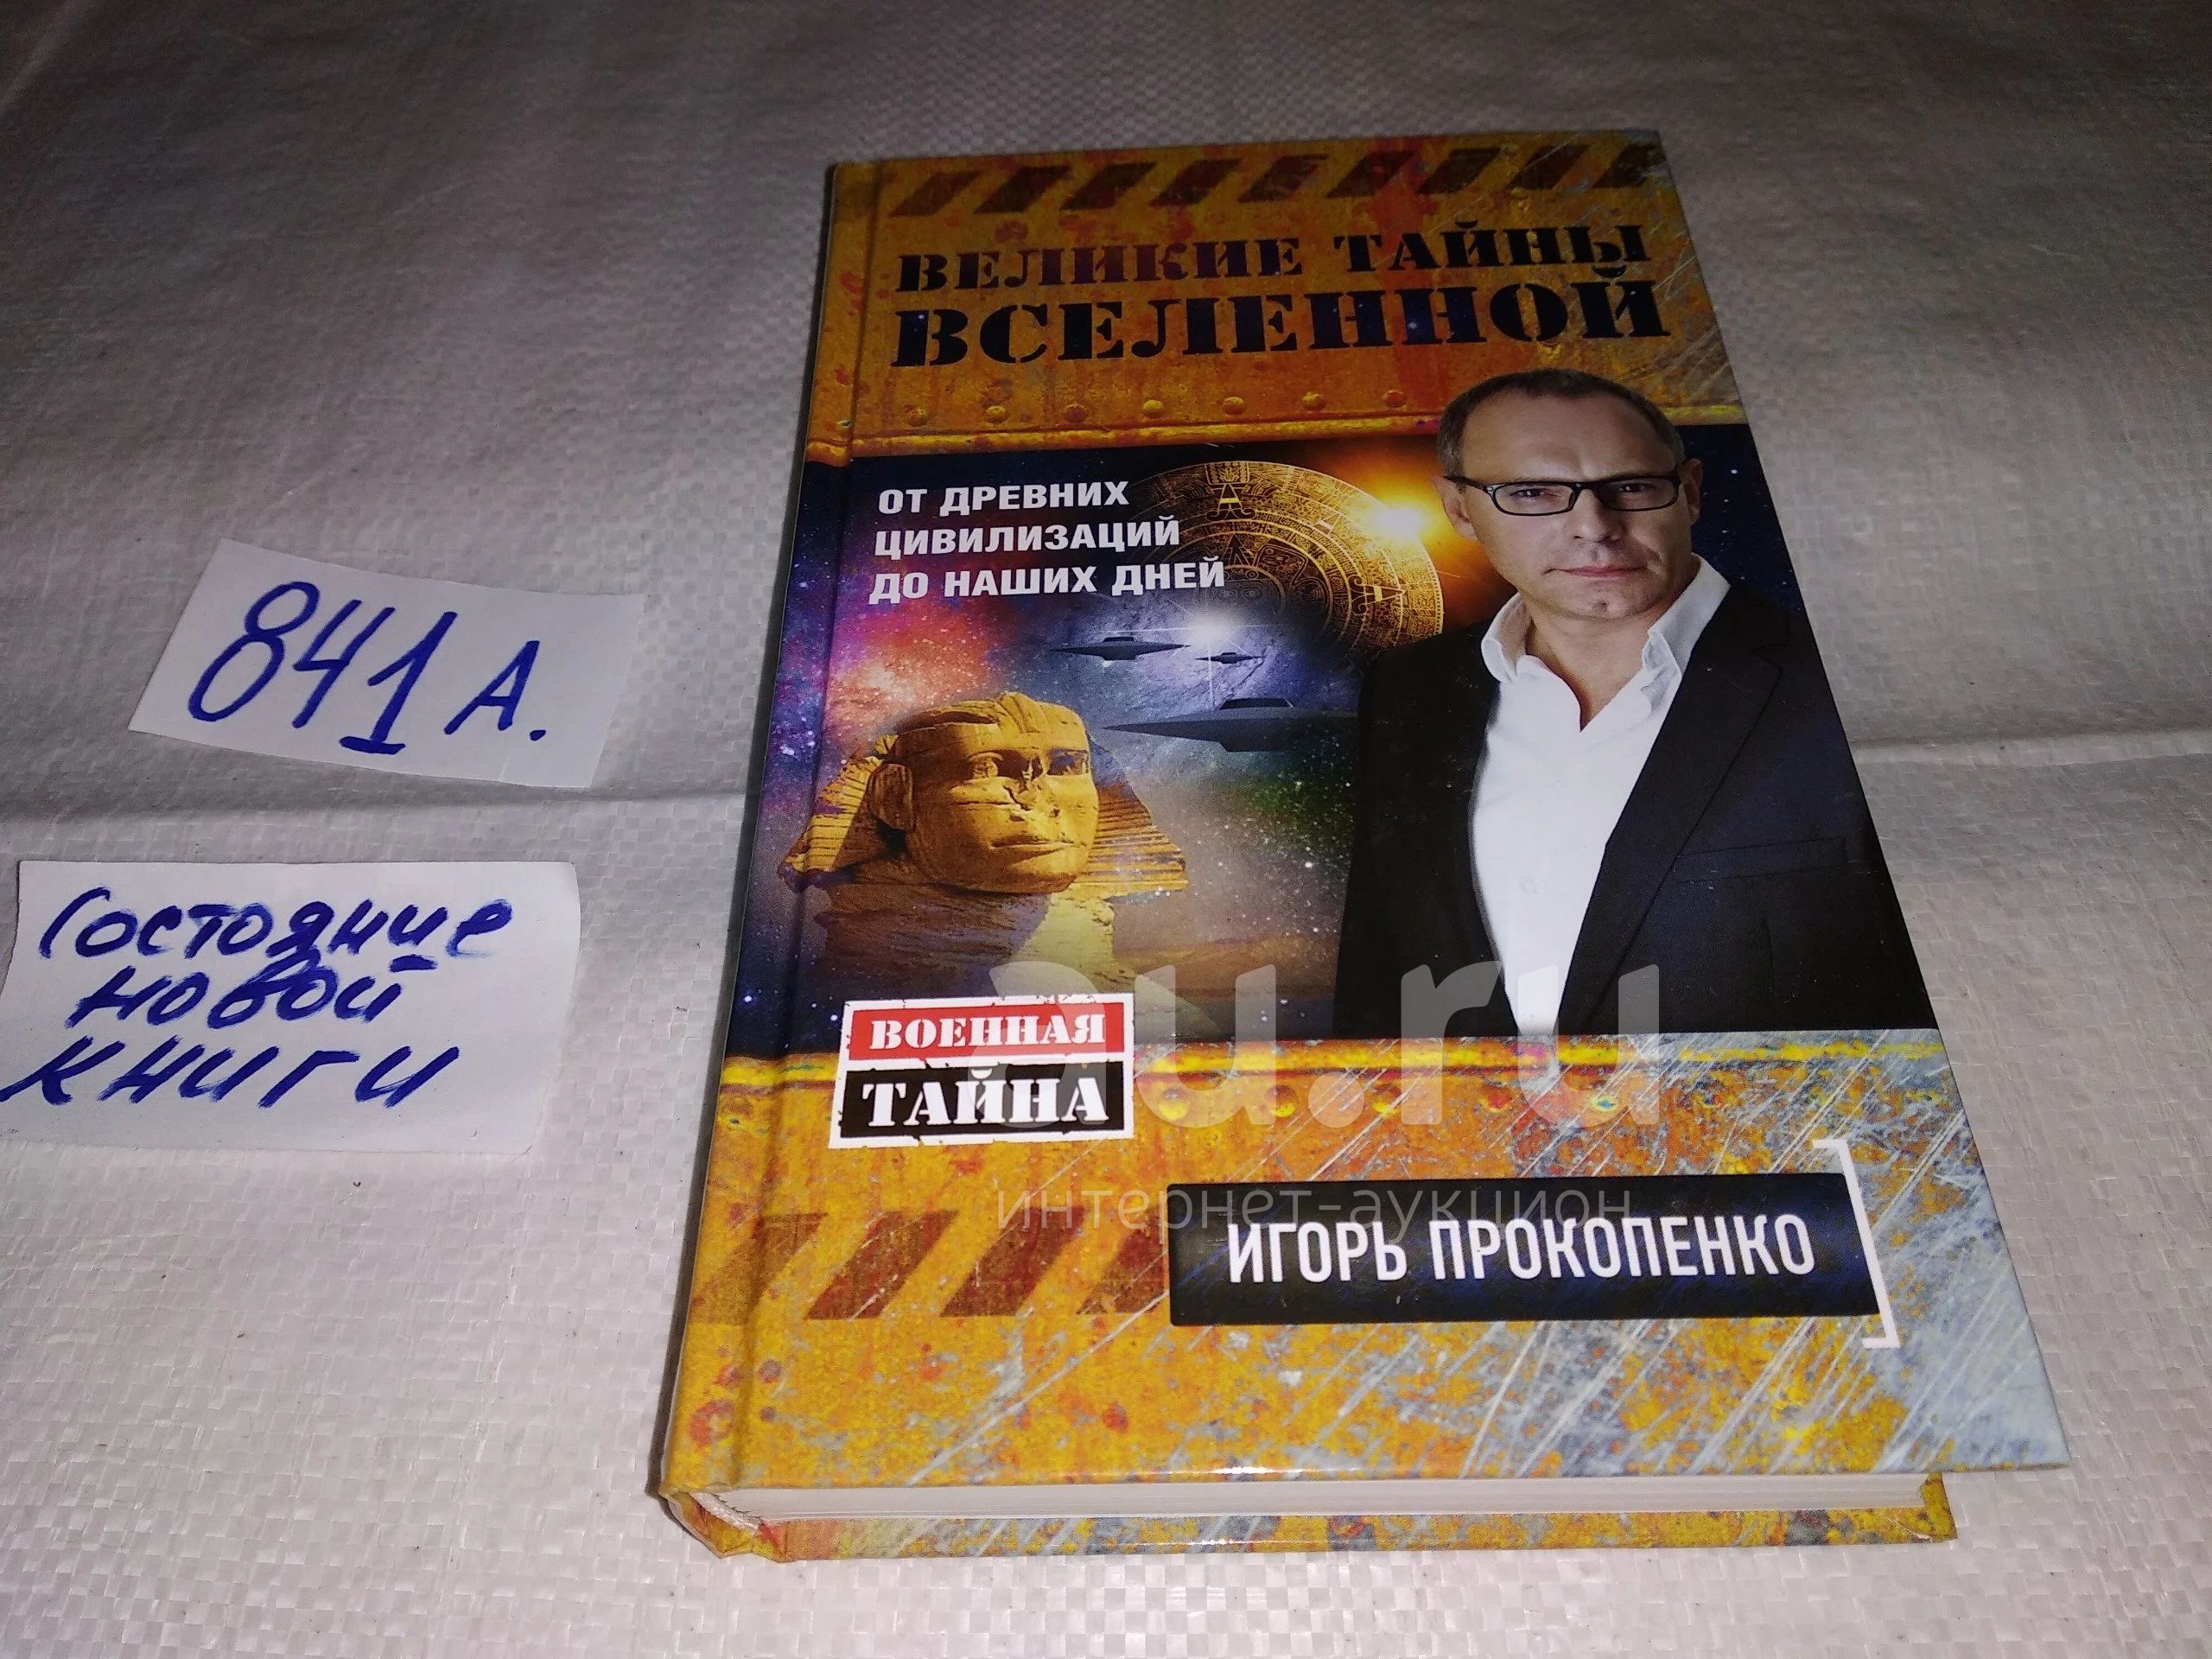 ВЕЛИКИЕ ТАЙНЫ
ВСЕЛЕННОЙ
ОТ ДРЕВНИХ
ЦИВИЛИЗАЦИЙ
ДО НАШИХ ДНЕЙ
841 А.
Состояние
новой
книги
ВОЕННАЯ
ТАЙНА
au.ru
интернет-аукцион
ИГОРЬ ПРОКОПЕНКО